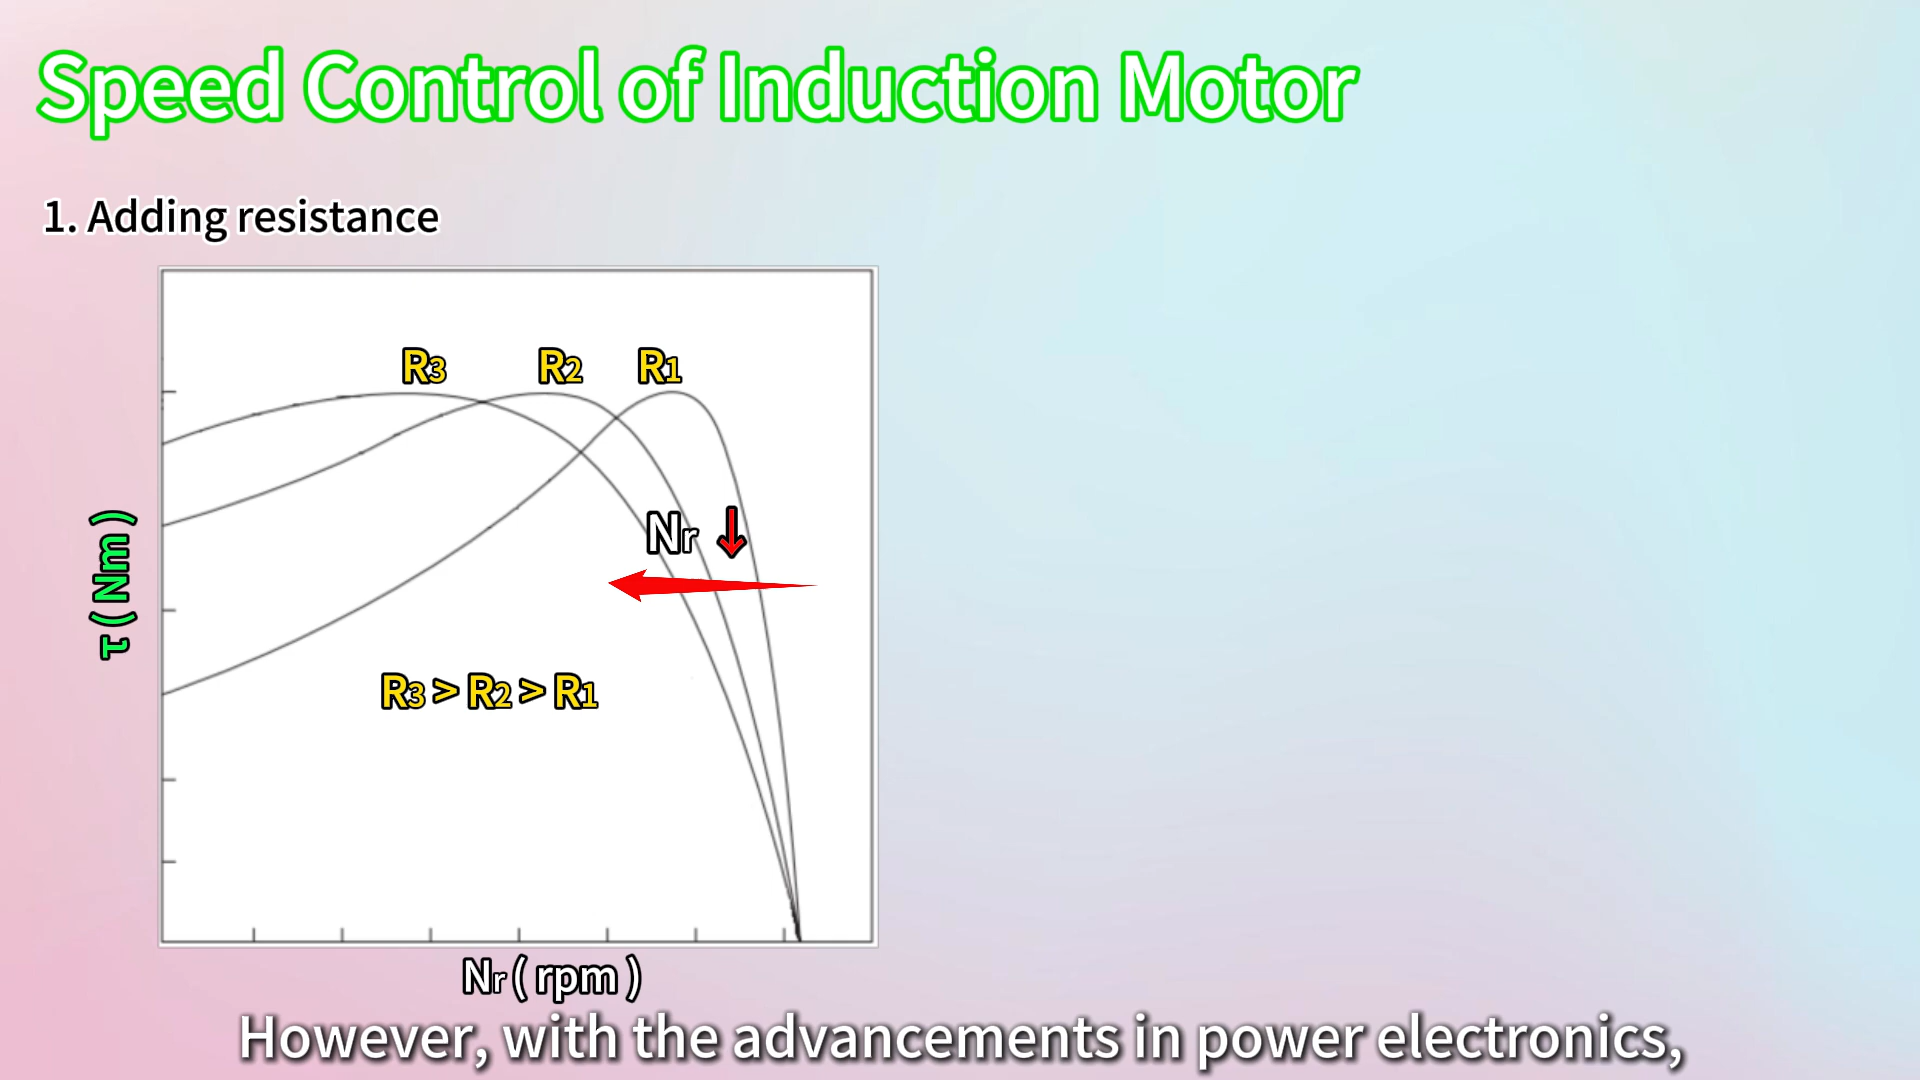 Speed Control of Induction Motor
1. Adding resistance
R3 R2 R1
Nr ↓
τ ( Nm )
R3 > R2 > R1
Nr ( rpm )
However, with the advancements in power electronics,